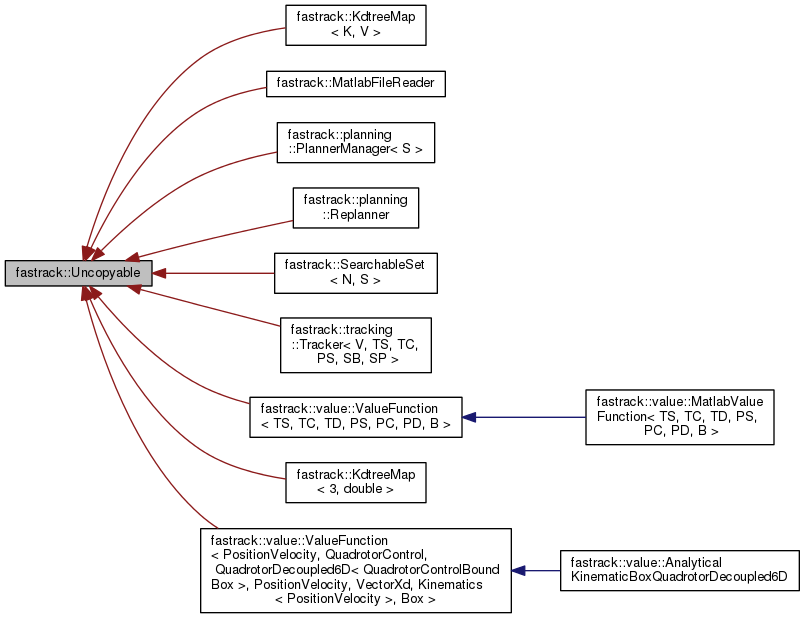 fastrack::KdtreeMap
< K, V >
fastrack::MatlabFileReader
fastrack::planning
::PlannerManager< S >
fastrack::planning
::Replanner
fastrack::Uncopyable
fastrack::SearchableSet
< N, S >
fastrack::tracking
::Tracker< V, TS, TC,
PS, SB, SP >
fastrack::value::ValueFunction
< TS, TC, TD, PS, PC, PD, B >
fastrack::value::MatlabValue
Function< TS, TC, TD, PS,
PC, PD, B >
fastrack::KdtreeMap
< 3, double >
fastrack::value::ValueFunction
< PositionVelocity, QuadrotorControl,
QuadrotorDecoupled6D< QuadrotorControlBound
Box >, PositionVelocity, VectorXd, Kinematics
< PositionVelocity >, Box >
fastrack::value::Analytical
KinematicBoxQuadrotorDecoupled6D